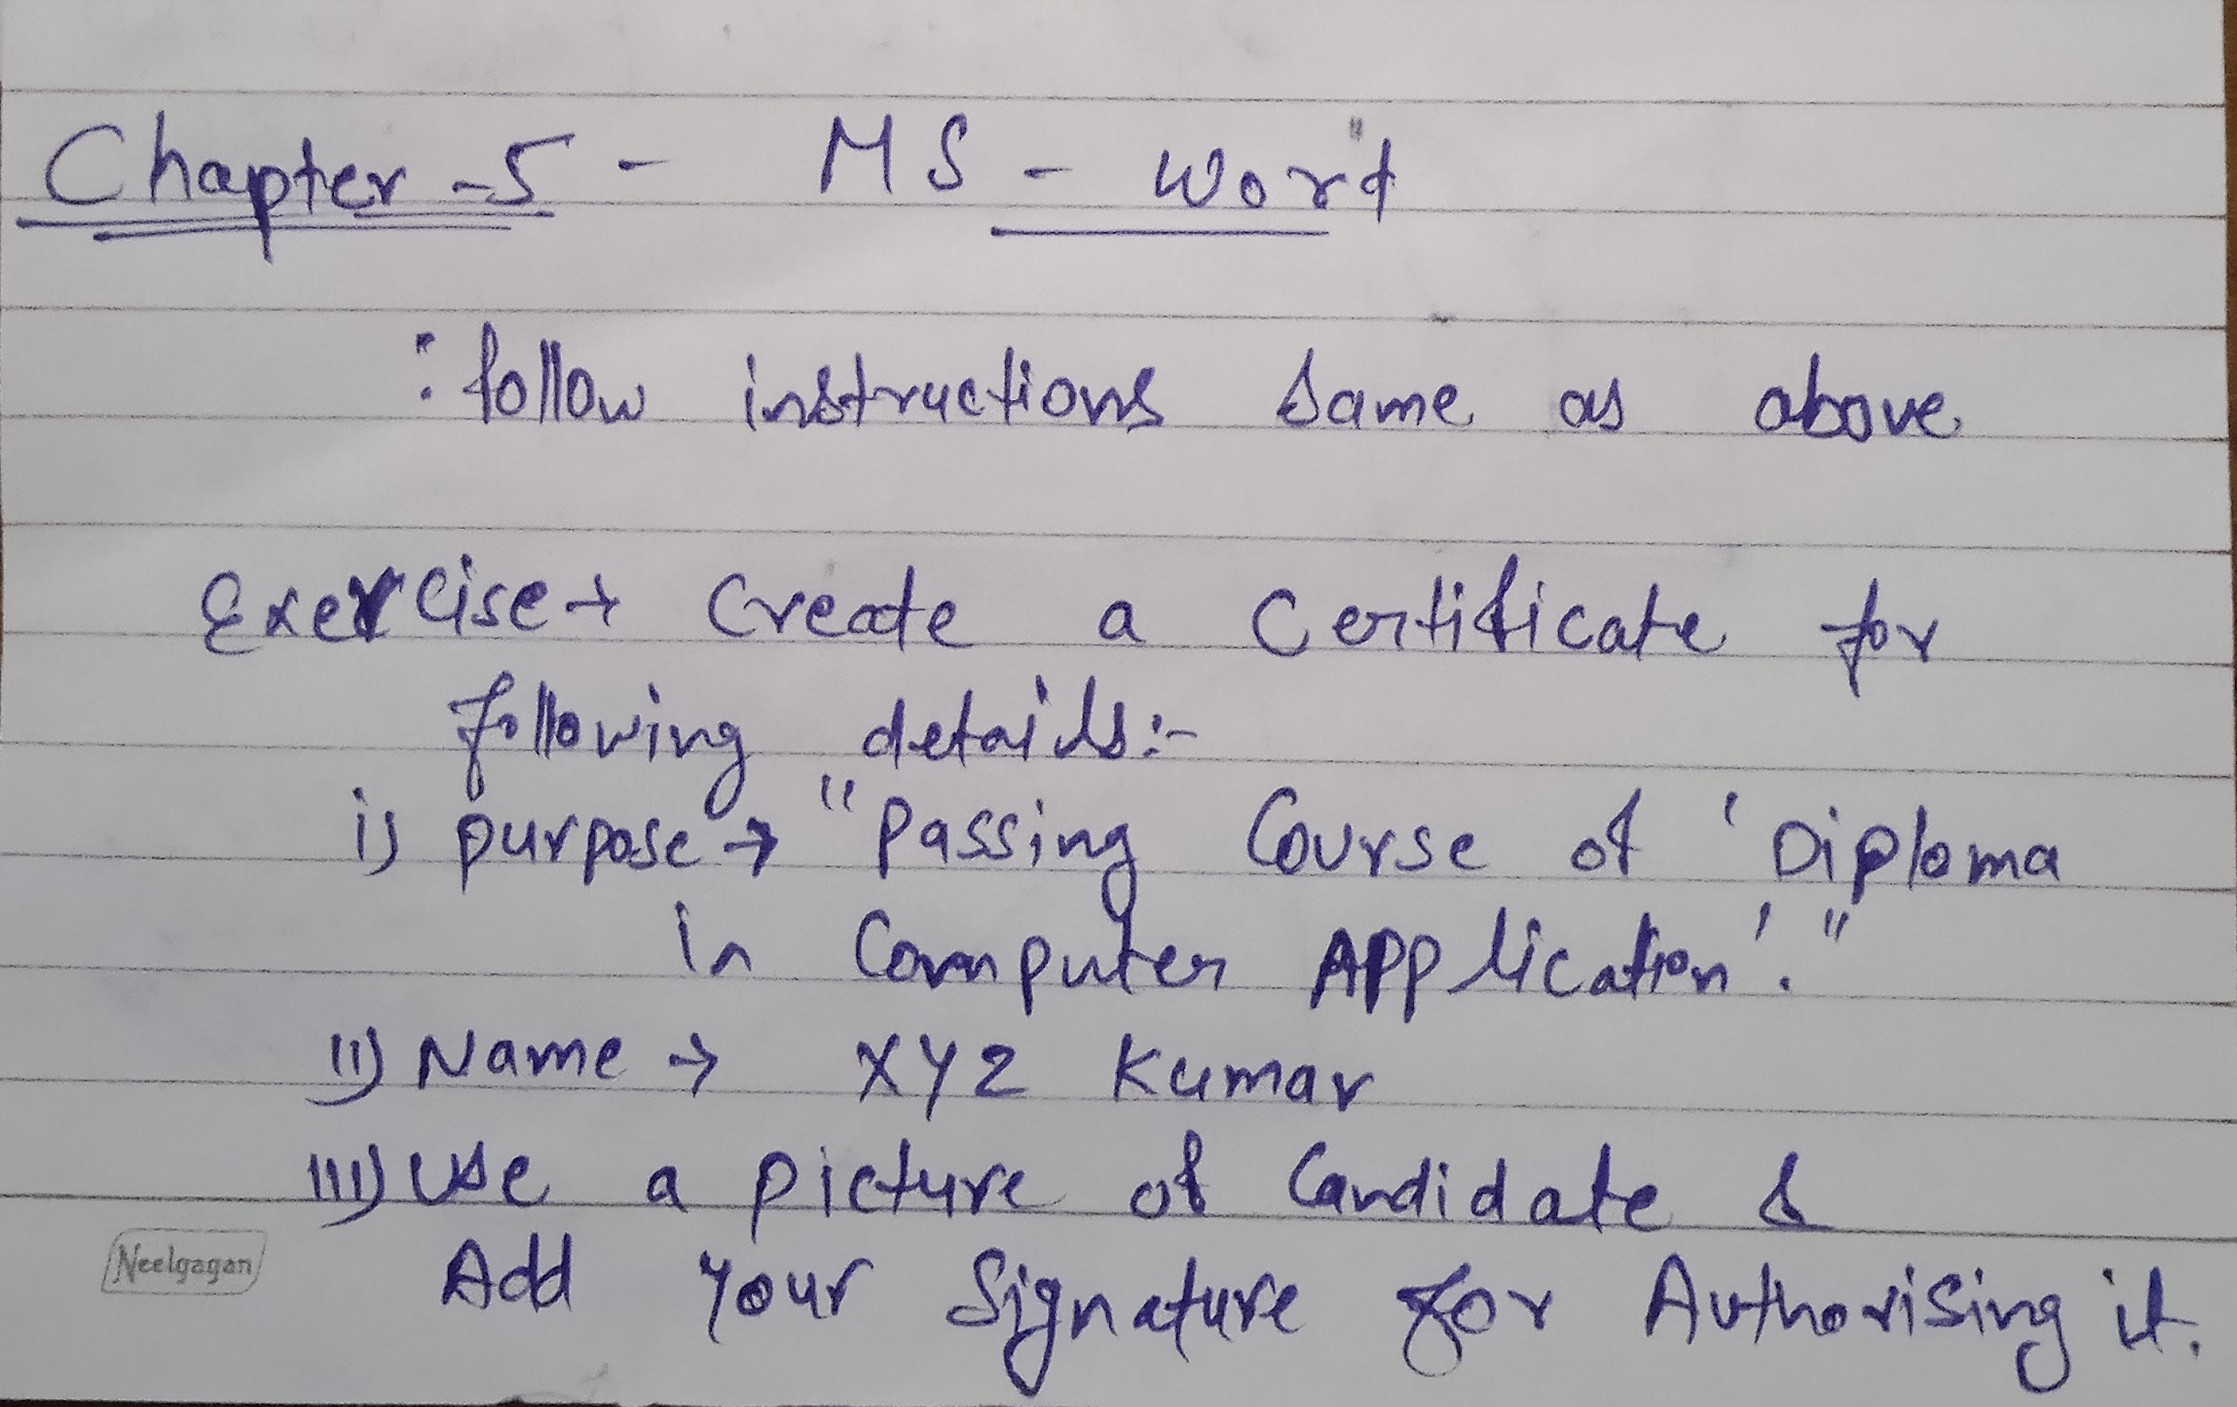 Chapter-5 - MS - Word
: follow instructions same as above
Exercise → Create a Certificate for
following details:-
i) purpose → "Passing Course of 'Diploma
in Computer Application'."
ii) Name → XYZ Kumar
iii) Use a picture of Candidate &
Add Your Signature for Authorising it.
Neelgagan